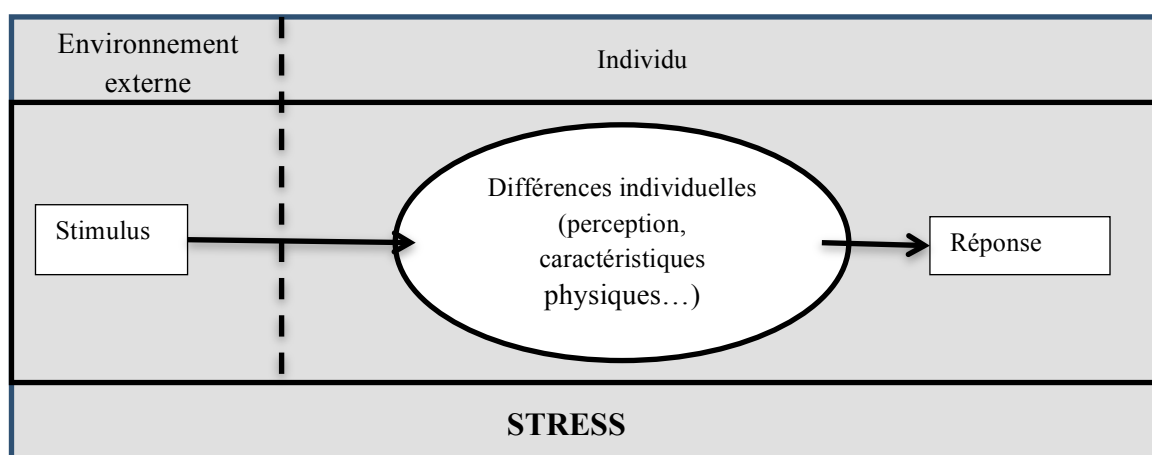 Environnement
externe
Individu
Stimulus
Différences individuelles
(perception,
caractéristiques
physiques…)
Réponse
STRESS